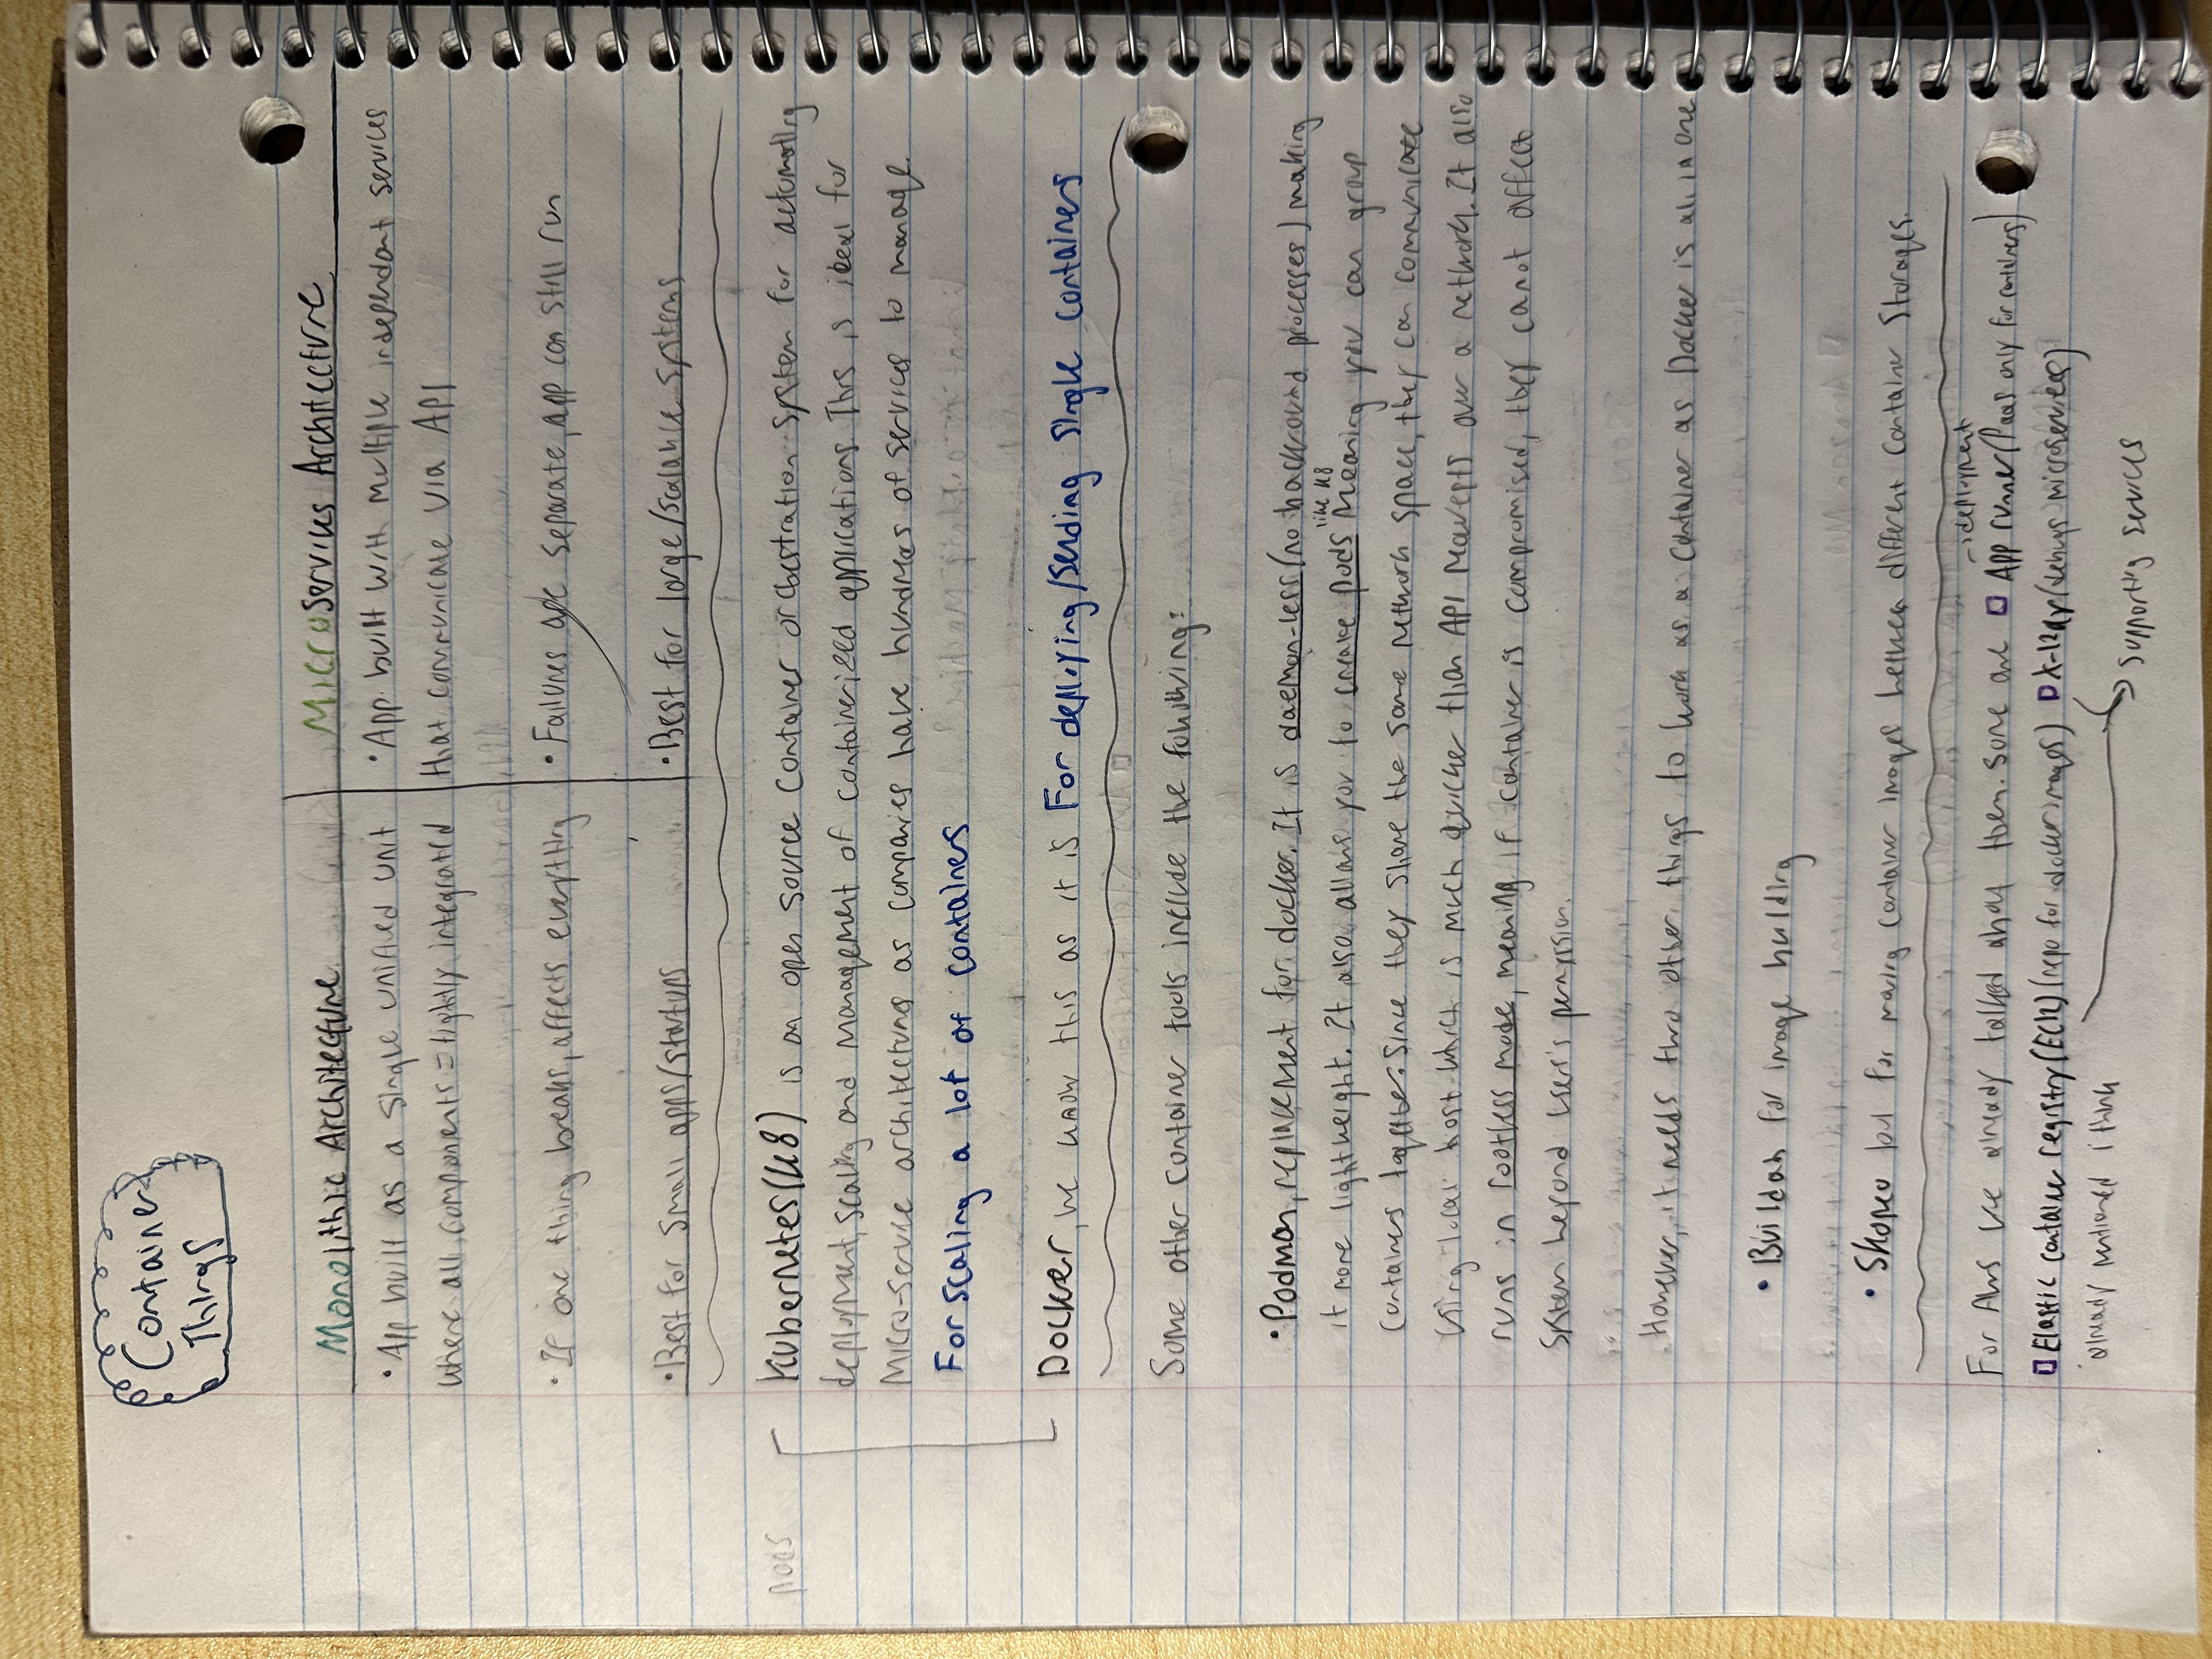 Container
Things
Monolithic Architecture
Microservices Architecture
• App built as a single unified unit
where all components = tightly integrated
• App built with multiple independant services
that communicate via API
• If one thing breaks, affects everything
• Failures are separate, app can still run
• Best for small apps/startups
• Best for large/scalable systems
pods
Kubernetes(K8) is an open source container orchestration system for automating
deployment, scaling and management of containerized applications. This is ideal for
Micro-service architectures as companies have hundreds of services to manage.
For scaling a lot of containers
Docker, we know this as it is For deploying/sending single containers
Some other container tools include the following:
• Podman, replacement for docker. It is daemon-less (no background processes) making
like K8
it more lightweight. It also allows you to create pods meaning you can group
containers together. Since they share the same network space, they can communicate
using local host which is much quicker than API requests over a network. It also
runs in rootless mode, meaning if container is compromised, they canot affect
system beyond user's permission.
However, it needs two other things to work as a container as Docker is all in one
• Buildah for image building
• Skopeo tool for moving container images between different container storages.
→deployment
For AWS we already talked about them. Some are App runner (PaaS only for containers)
Elastic container registry (ECR) (repo for docker images) X-Ray (debugs microservices)
already mentioned i think
supporting services